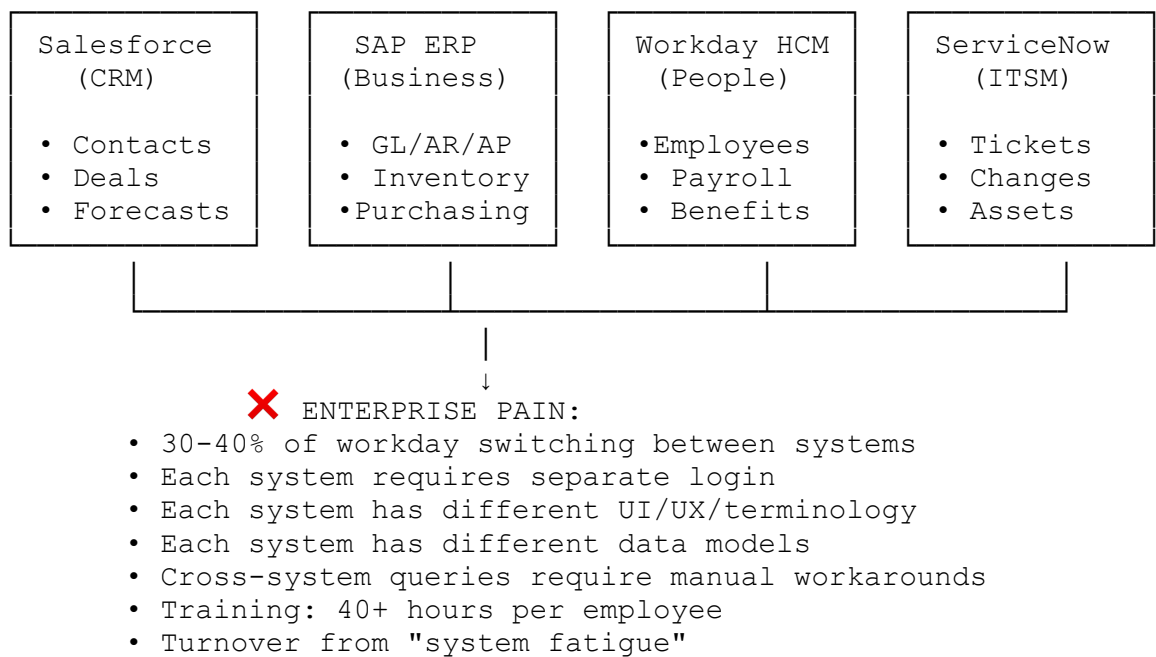 Salesforce
(CRM)
• Contacts
• Deals
• Forecasts
SAP ERP
(Business)
• GL/AR/AP
• Inventory
•Purchasing
Workday HCM
(People)
•Employees
• Payroll
• Benefits
ServiceNow
(ITSM)
• Tickets
• Changes
• Assets
❌ ENTERPRISE PAIN:
• 30-40% of workday switching between systems
• Each system requires separate login
• Each system has different UI/UX/terminology
• Each system has different data models
• Cross-system queries require manual workarounds
• Training: 40+ hours per employee
• Turnover from "system fatigue"